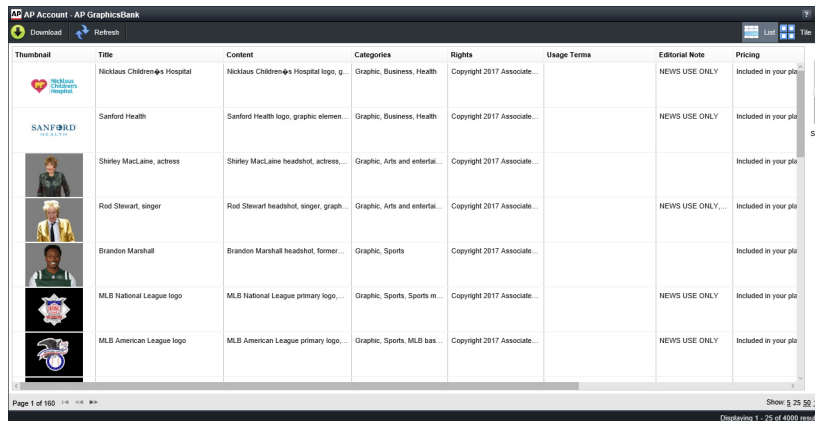 AP AP Account - AP GraphicsBank ?
Download Refresh List Tile
Thumbnail Title Content Categories Rights Usage Terms Editorial Note Pricing
Nicklaus Children�s Hospital Nicklaus Children�s Hospital Nicklaus Children�s Hospital logo, g... Graphic, Business, Health Copyright 2017 Associate... NEWS USE ONLY Included in your pla
SANFORD HEALTH Sanford Health Sanford Health logo, graphic elemen... Graphic, Business, Health Copyright 2017 Associate... NEWS USE ONLY Included in your pla
Shirley MacLaine, actress Shirley MacLaine headshot, actress,... Graphic, Arts and entertai... Copyright 2017 Associate... Included in your pla
Rod Stewart, singer Rod Stewart headshot, singer, graph... Graphic, Arts and entertai... Copyright 2017 Associate... NEWS USE ONLY,... Included in your pla
Brandon Marshall Brandon Marshall headshot, former... Graphic, Sports Copyright 2017 Associate... Included in your pla
MLB National League logo MLB National League primary logo,... Graphic, Sports, Sports m... Copyright 2017 Associate... NEWS USE ONLY Included in your pla
MLB American League logo MLB American League primary logo,... Graphic, Sports, MLB bas... Copyright 2017 Associate... NEWS USE ONLY Included in your pla
Page 1 of 160 Show: 5 25 50
Displaying 1 - 25 of 4000 resul